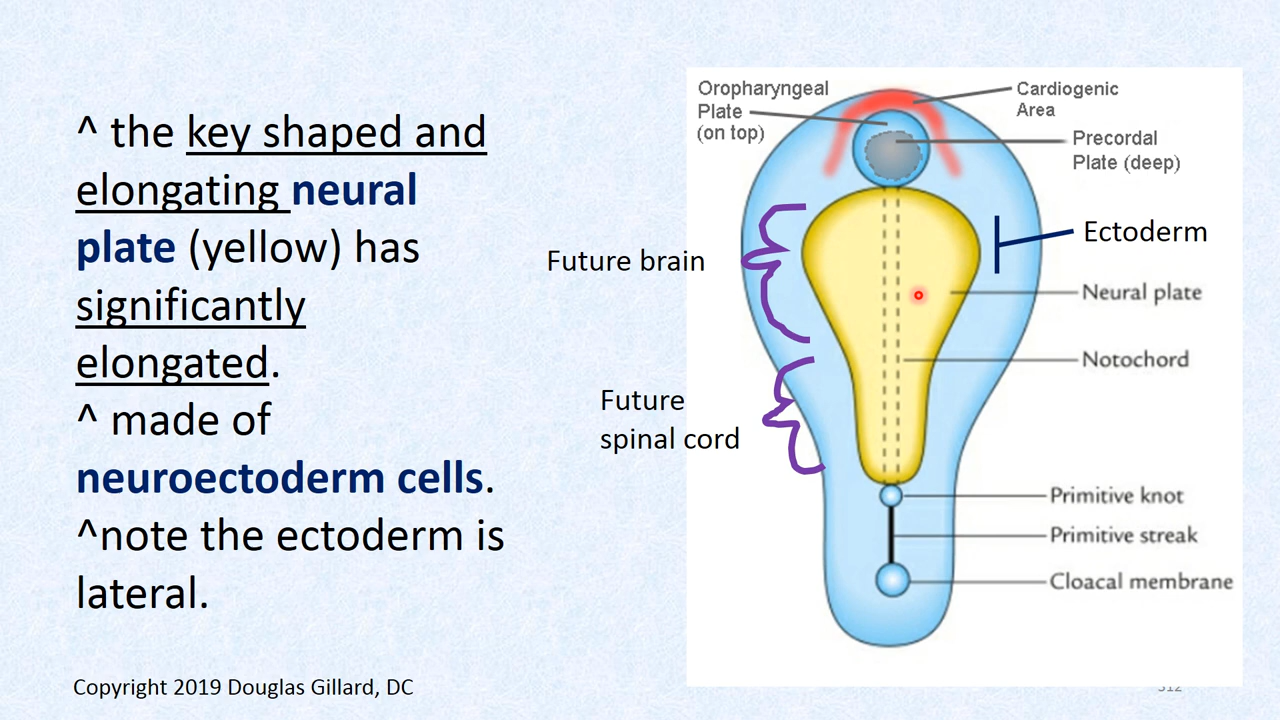 ^ the key shaped and
elongating neural
plate (yellow) has
significantly
elongated.
^ made of
neuroectoderm cells.
^note the ectoderm is
lateral.
Copyright 2019 Douglas Gillard, DC
Oropharyngeal
Plate
(on top)
Cardiogenic
Area
Precordal
Plate (deep)
Future brain
Ectoderm
Neural plate
Notochord
Future
spinal cord
Primitive knot
Primitive streak
Cloacal membrane